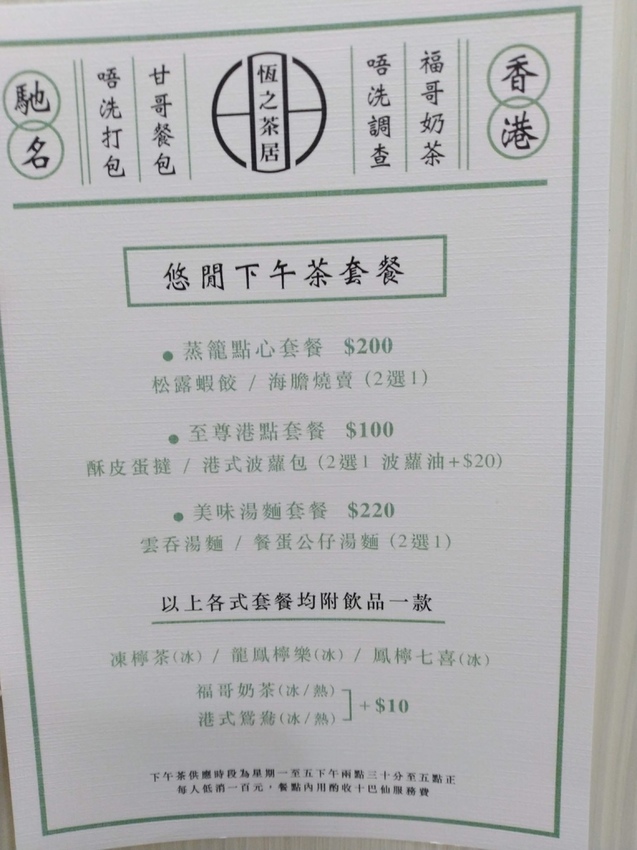 香港
福哥奶茶
唔洗調查
恆之茶居
甘哥餐包
唔洗打包
馳名
悠閒下午茶套餐
● 蒸籠點心套餐 $200
松露蝦餃 / 海膽燒賣 (2選1)
● 至尊港點套餐 $100
酥皮蛋撻 / 港式波蘿包 (2選1 波蘿油+$20)
● 美味湯麵套餐 $220
雲吞湯麵 / 餐蛋公仔湯麵 (2選1)
以上各式套餐均附飲品一款
凍檸茶(冰) / 龍鳳檸樂(冰) / 鳳檸七喜(冰)
福哥奶茶(冰/熱)
港式鴛鴦(冰/熱)
+$10
下午茶供應時段為星期一至五下午兩點三十分至五點正
每人低消一百元，餐點內用酌收十巴仙服務費